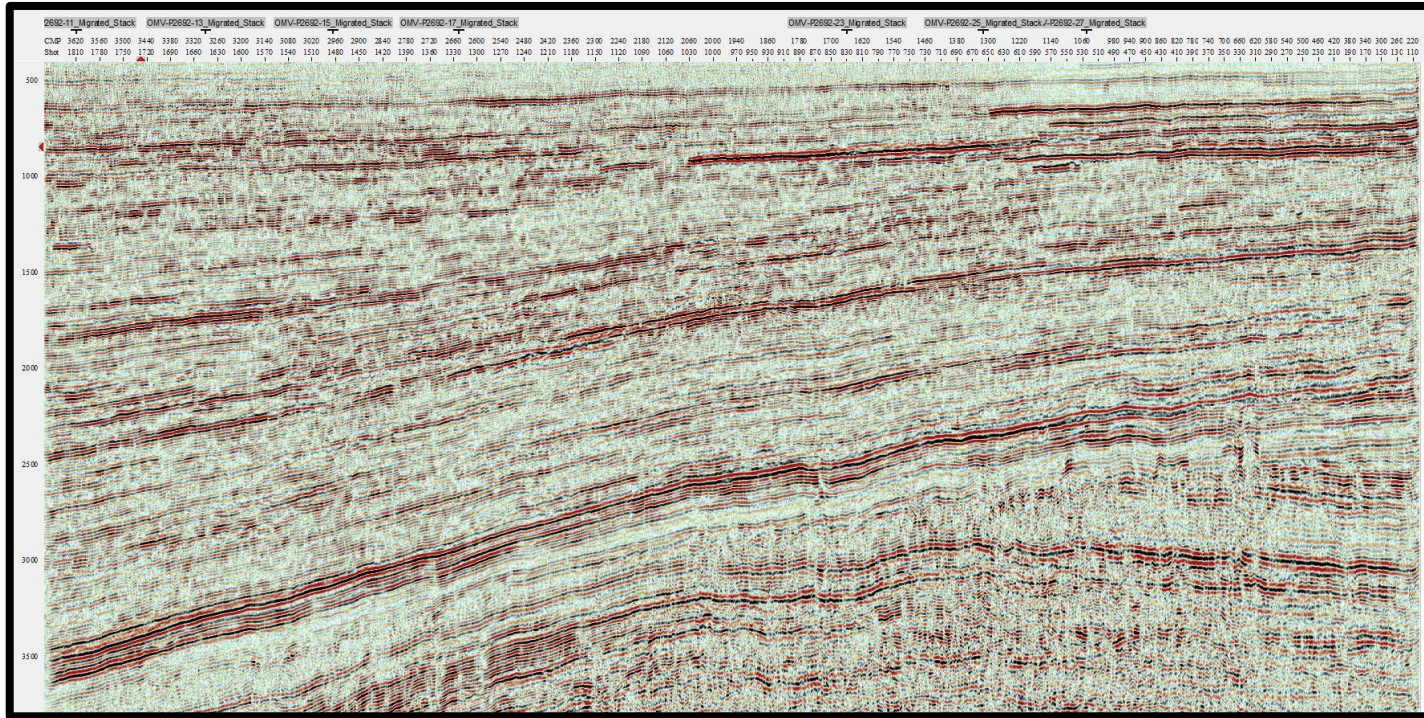 2692-11_Migrated_Stack OMV-P2692-13_Migrated_Stack OMV-P2692-15_Migrated_Stack OMV-P2692-17_Migrated_Stack OMV-P2692-23_Migrated_Stack OMV-P2692-25_Migrated_Stack /-P2692-27_Migrated_Stack
CMP 3620 3560 3500 3440 3380 3320 3260 3200 3140 3080 3020 2960 2900 2840 2780 2720 2660 2600 2540 2480 2420 2360 2300 2240 2180 2120 2060 2000 1940 1860 1780 1700 1620 1540 1460 1380 1300 1220 1140 1060 980 900 860 820 780 740 700 660 620 580 540 500 460 420 380 340 300 260 220
Shot 1810 1780 1750 1720 1690 1660 1630 1600 1570 1540 1510 1480 1450 1420 1390 1360 1330 1300 1270 1240 1210 1180 1150 1120 1090 1060 1030 1000 970 950 930 910 890 870 850 830 810 790 770 750 730 710 690 670 650 630 610 590 570 550 530 510 490 470 450 430 410 390 370 350 330 310 290 270 250 230 210 190 170 150 130 110
500
1000
1500
2000
2500
3000
3500